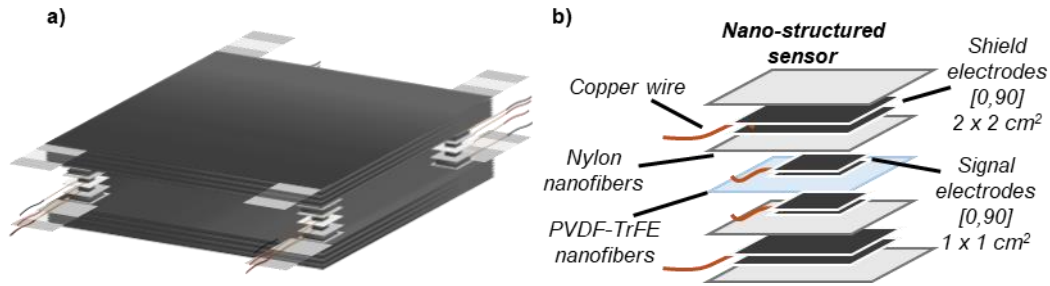 a)
b)
Nano-structured
sensor
Copper wire
Shield
electrodes
[0,90]
2 x 2 cm²
Nylon
nanofibers
Signal
electrodes
[0,90]
1 x 1 cm²
PVDF-TrFE
nanofibers